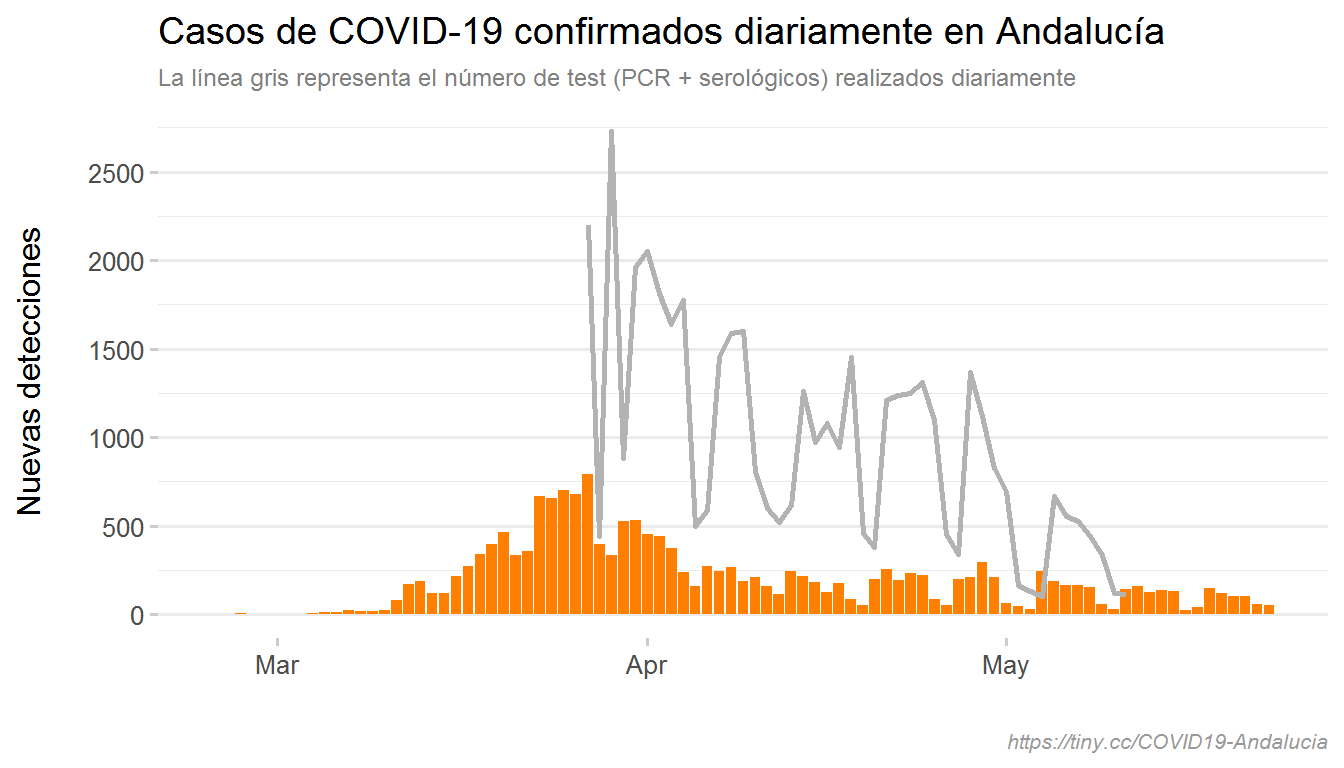 Casos de COVID-19 confirmados diariamente en Andalucía
La línea gris representa el número de test (PCR + serológicos) realizados diariamente
Nuevas detecciones
2500
2000
1500
1000
500
0
Mar
Apr
May
https://tiny.cc/COVID19-Andalucia